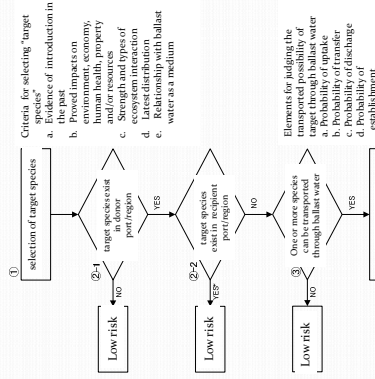 ①
selection of target species
Criteria for selecting "target
species"
a. Evidence of introduction in
the past
b. Proved impacts on
environment, economy,
human health, property
and/or resources
c. Strength and types of
ecosystem interaction
d. Latest distribution
e. Relationship with ballast
water as a medium
②-1
target species exist
in donor
port/region
NO
Low risk
YES
②-2
target species
exist in recipient
port/region
YES*
Low risk
NO
③
One or more species
can be transported
through ballast water
NO
Low risk
YES
Elements for judging the
transported possibility of
target through ballast water
a. Probability of uptake
b. Probability of transfer
c. Probability of discharge
d. Probability of
establishment